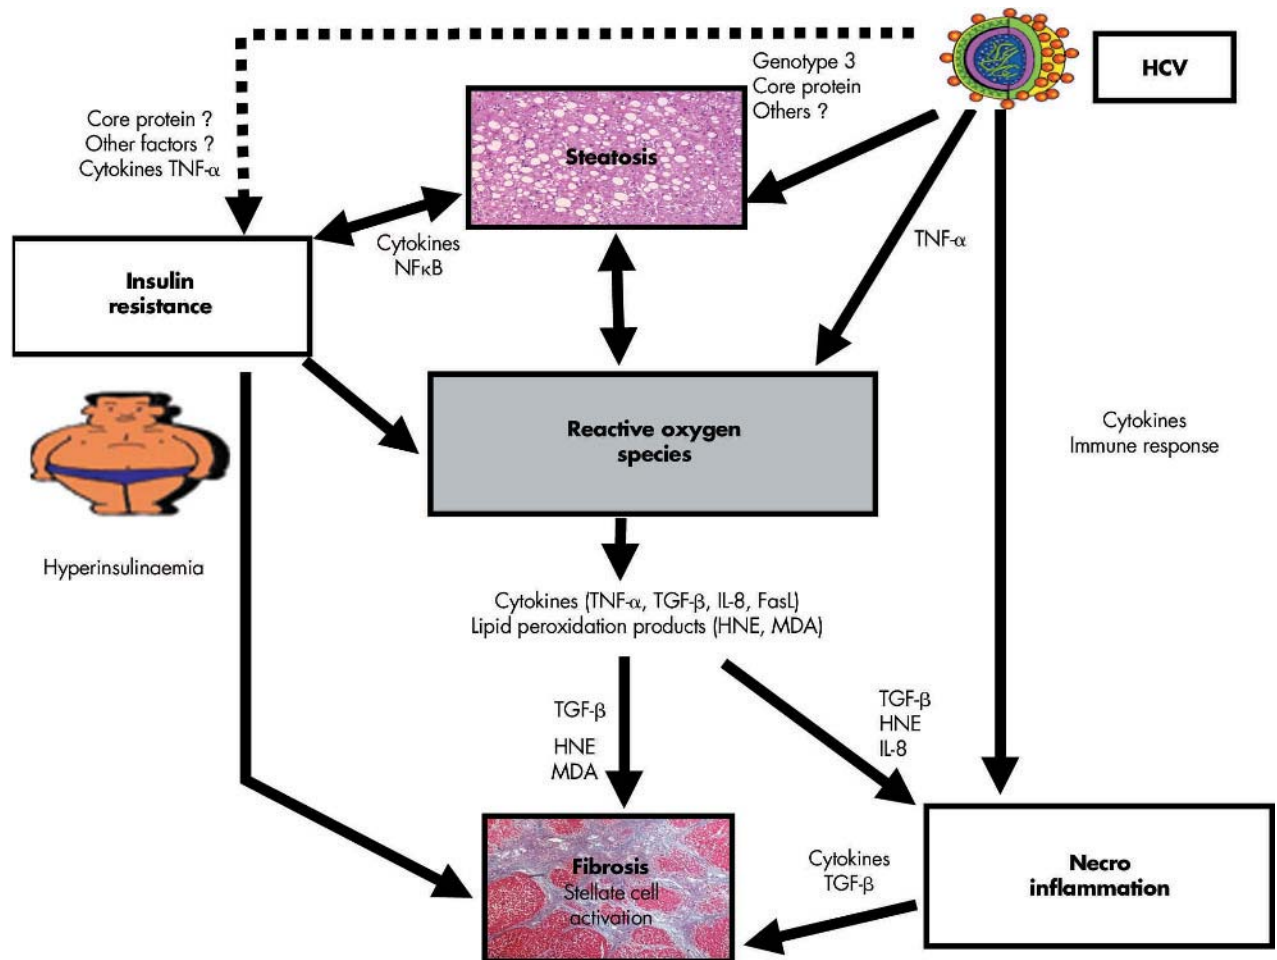 HCV
Genotype 3
Core protein
Others ?
Core protein ?
Other factors ?
Cytokines TNF-α
Steatosis
Cytokines
NFκB
TNF-α
Insulin
resistance
Reactive oxygen
species
Cytokines
Immune response
Hyperinsulinaemia
Cytokines (TNF-α, TGF-β, IL-8, FasL)
Lipid peroxidation products (HNE, MDA)
TGF-β
HNE
MDA
TGF-β
HNE
IL-8
Fibrosis
Stellate cell
activation
Cytokines
TGF-β
Necro
inflammation